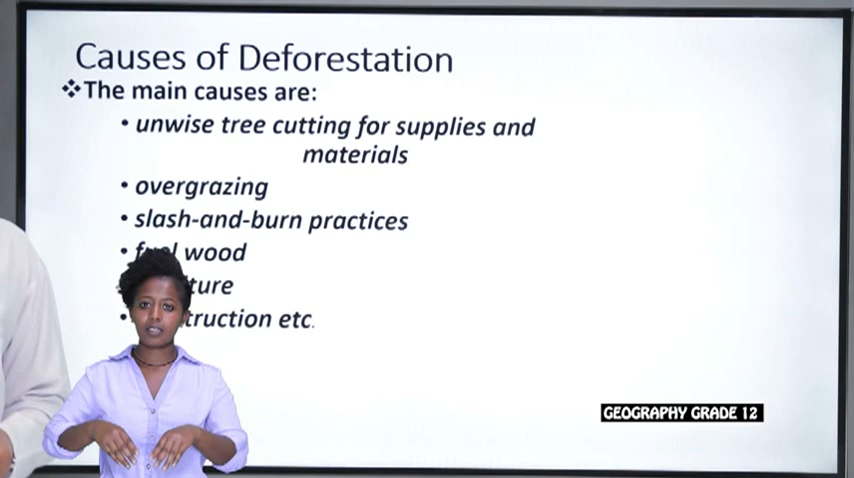 Causes of Deforestation
❖The main causes are:
• unwise tree cutting for supplies and
materials
• overgrazing
• slash-and-burn practices
• fuel wood
•
• etc.
GEOGRAPHY GRADE 12